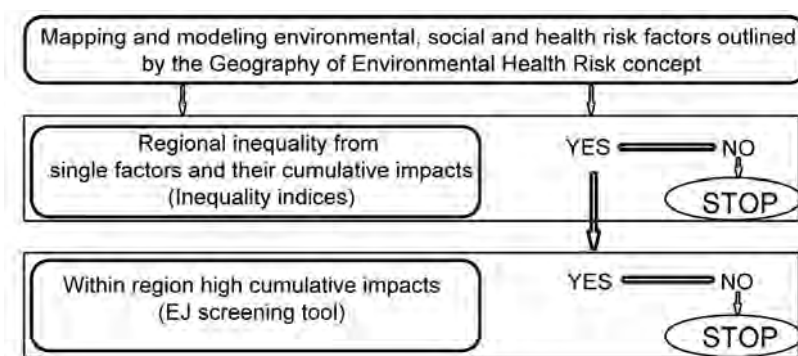 Mapping and modeling environmental, social and health risk factors outlined
by the Geography of Environmental Health Risk concept
Regional inequality from
single factors and their cumulative impacts
(Inequality indices)
YES NO
STOP
Within region high cumulative impacts
(EJ screening tool)
YES NO
STOP